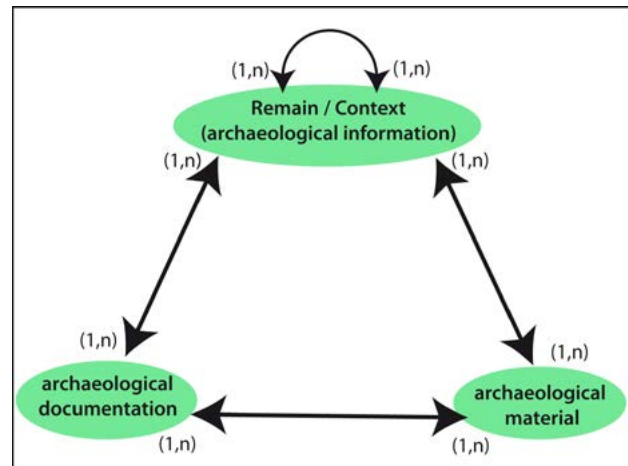 (1,n) (1,n)
Remain / Context
(archaeological information)
(1,n) (1,n)
(1,n) (1,n)
archaeological
documentation
archaeological
material
(1,n) (1,n)